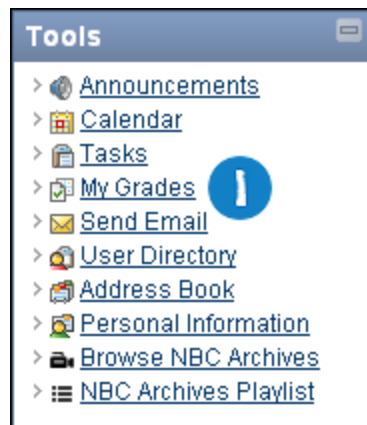 Tools
Announcements
Calendar
Tasks
My Grades
1
Send Email
User Directory
Address Book
Personal Information
Browse NBC Archives
NBC Archives Playlist